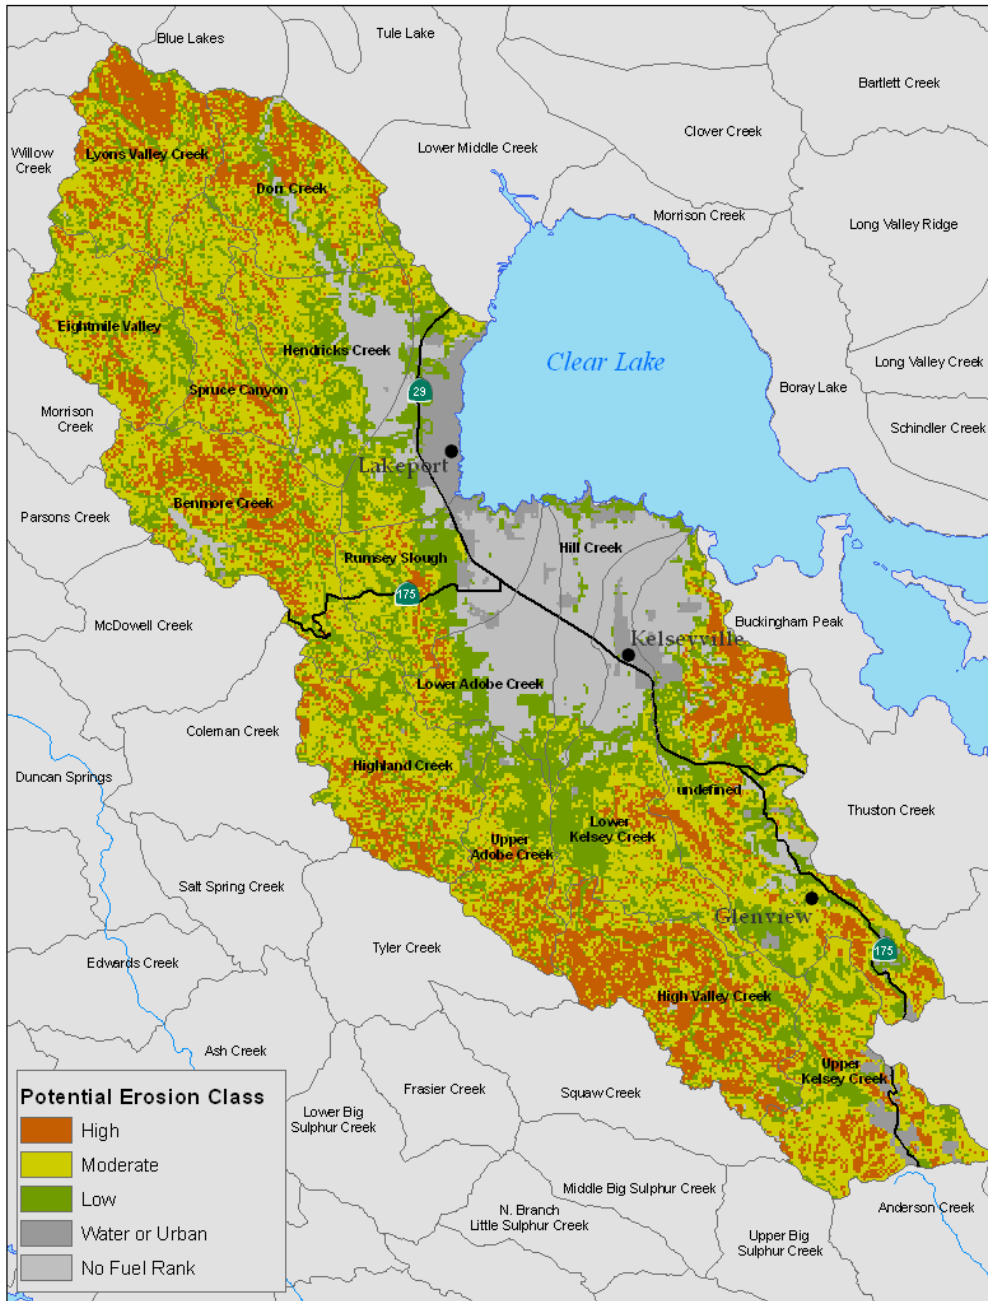 Blue Lakes
Tule Lake
Bartlett Creek
Clover Creek
Willow
Creek
Lyons Valley Creek
Lower Middle Creek
Dorr Creek
Morrison Creek
Long Valley Ridge
Eightmile Valley
Hendricks Creek
Clear Lake
Long Valley Creek
Boray Lake
Spruce Canyon
29
Morrison
Creek
Schindler Creek
Lakeport
Benmore Creek
Parsons Creek
Rumsey Slough
Hill Creek
175
McDowell Creek
Buckingham Peak
Kelseyville
Lower Adobe Creek
Coleman Creek
Highland Creek
Duncan Springs
undefined
Thuston Creek
Lower
Kelsey Creek
Upper
Adobe Creek
Salt Spring Creek
Glenview
Tyler Creek
175
Edwards Creek
High Valley Creek
Ash Creek
Upper
Kelsey Creek
Frasier Creek
Squaw Creek
Lower Big
Sulphur Creek
Middle Big Sulphur Creek
N. Branch
Little Sulphur Creek
Anderson Creek
Upper Big
Sulphur Creek
Potential Erosion Class
High
Moderate
Low
Water or Urban
No Fuel Rank